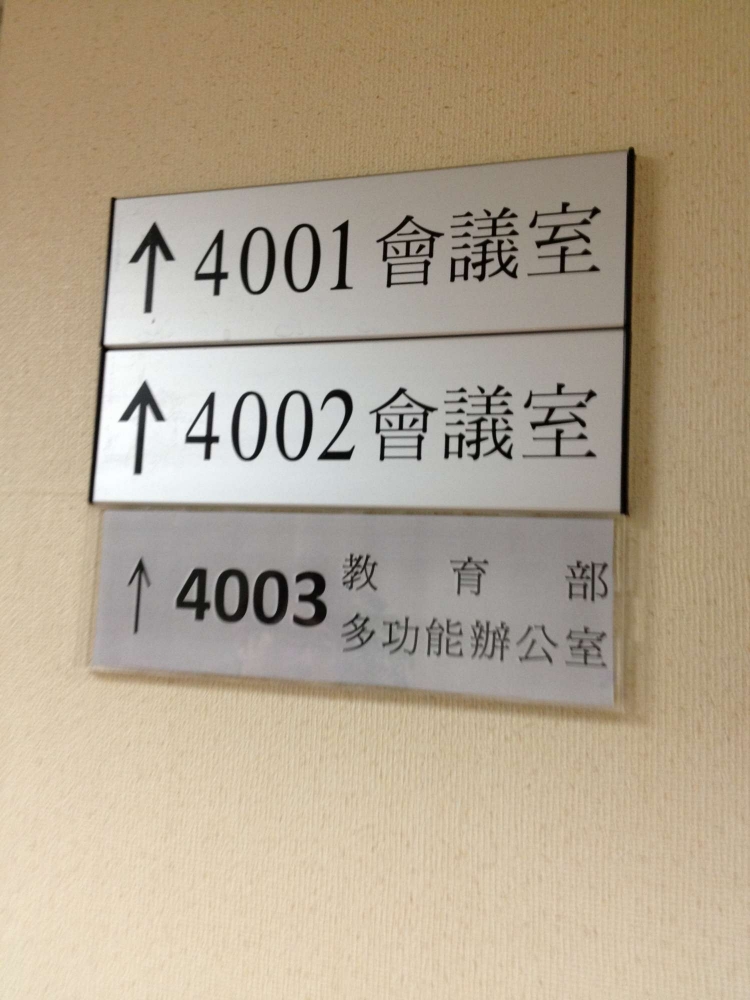 ↑ 4001 會議室
↑ 4002 會議室
↑ 4003 教育部
多功能辦公室